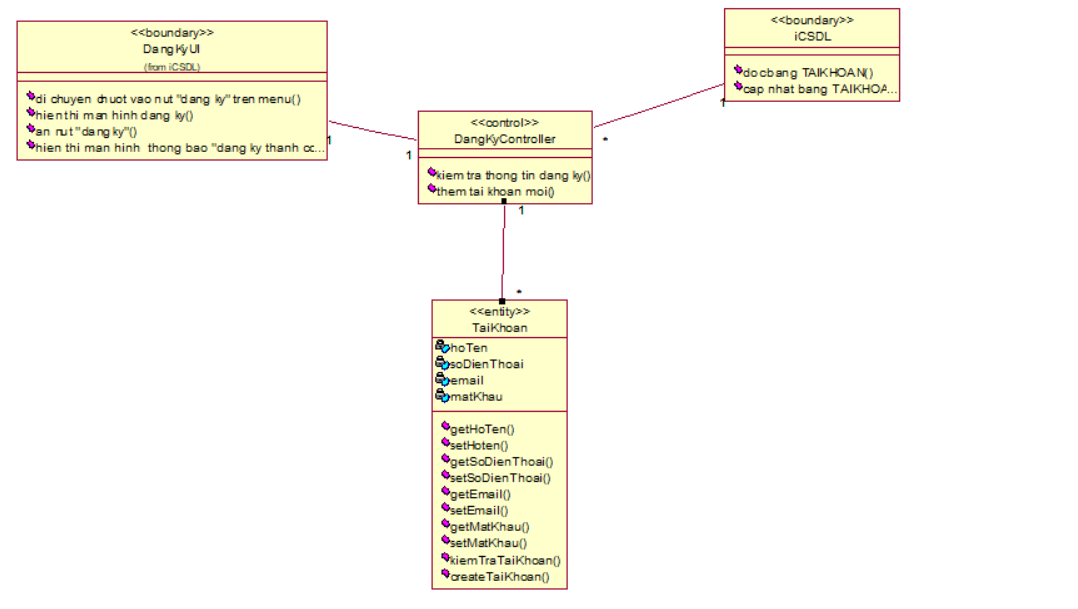 <<boundary>>
DangKyUI
(from iCSDL)
di chuyen chuot vao nut "dang ky" tren menu()
hien thi man hinh dang ky()
an nut "dang ky"()
hien thi man hinh thong bao "dang ky thanh cc...
1
1
<<control>>
DangKyController
kiem tra thong tin dang ky()
them tai khoan moi()
*
1
<<boundary>>
iCSDL
doc bang TAIKHOAN()
cap nhat bang TAIKHOA...
1
*
<<entity>>
TaiKhoan
hoTen
soDienThoai
email
matKhau
getHoTen()
setHoten()
getSoDienThoai()
setSoDienThoai()
getEmail()
setEmail()
getMatKhau()
setMatKhau()
kiemTraTaiKhoan()
createTaiKhoan()